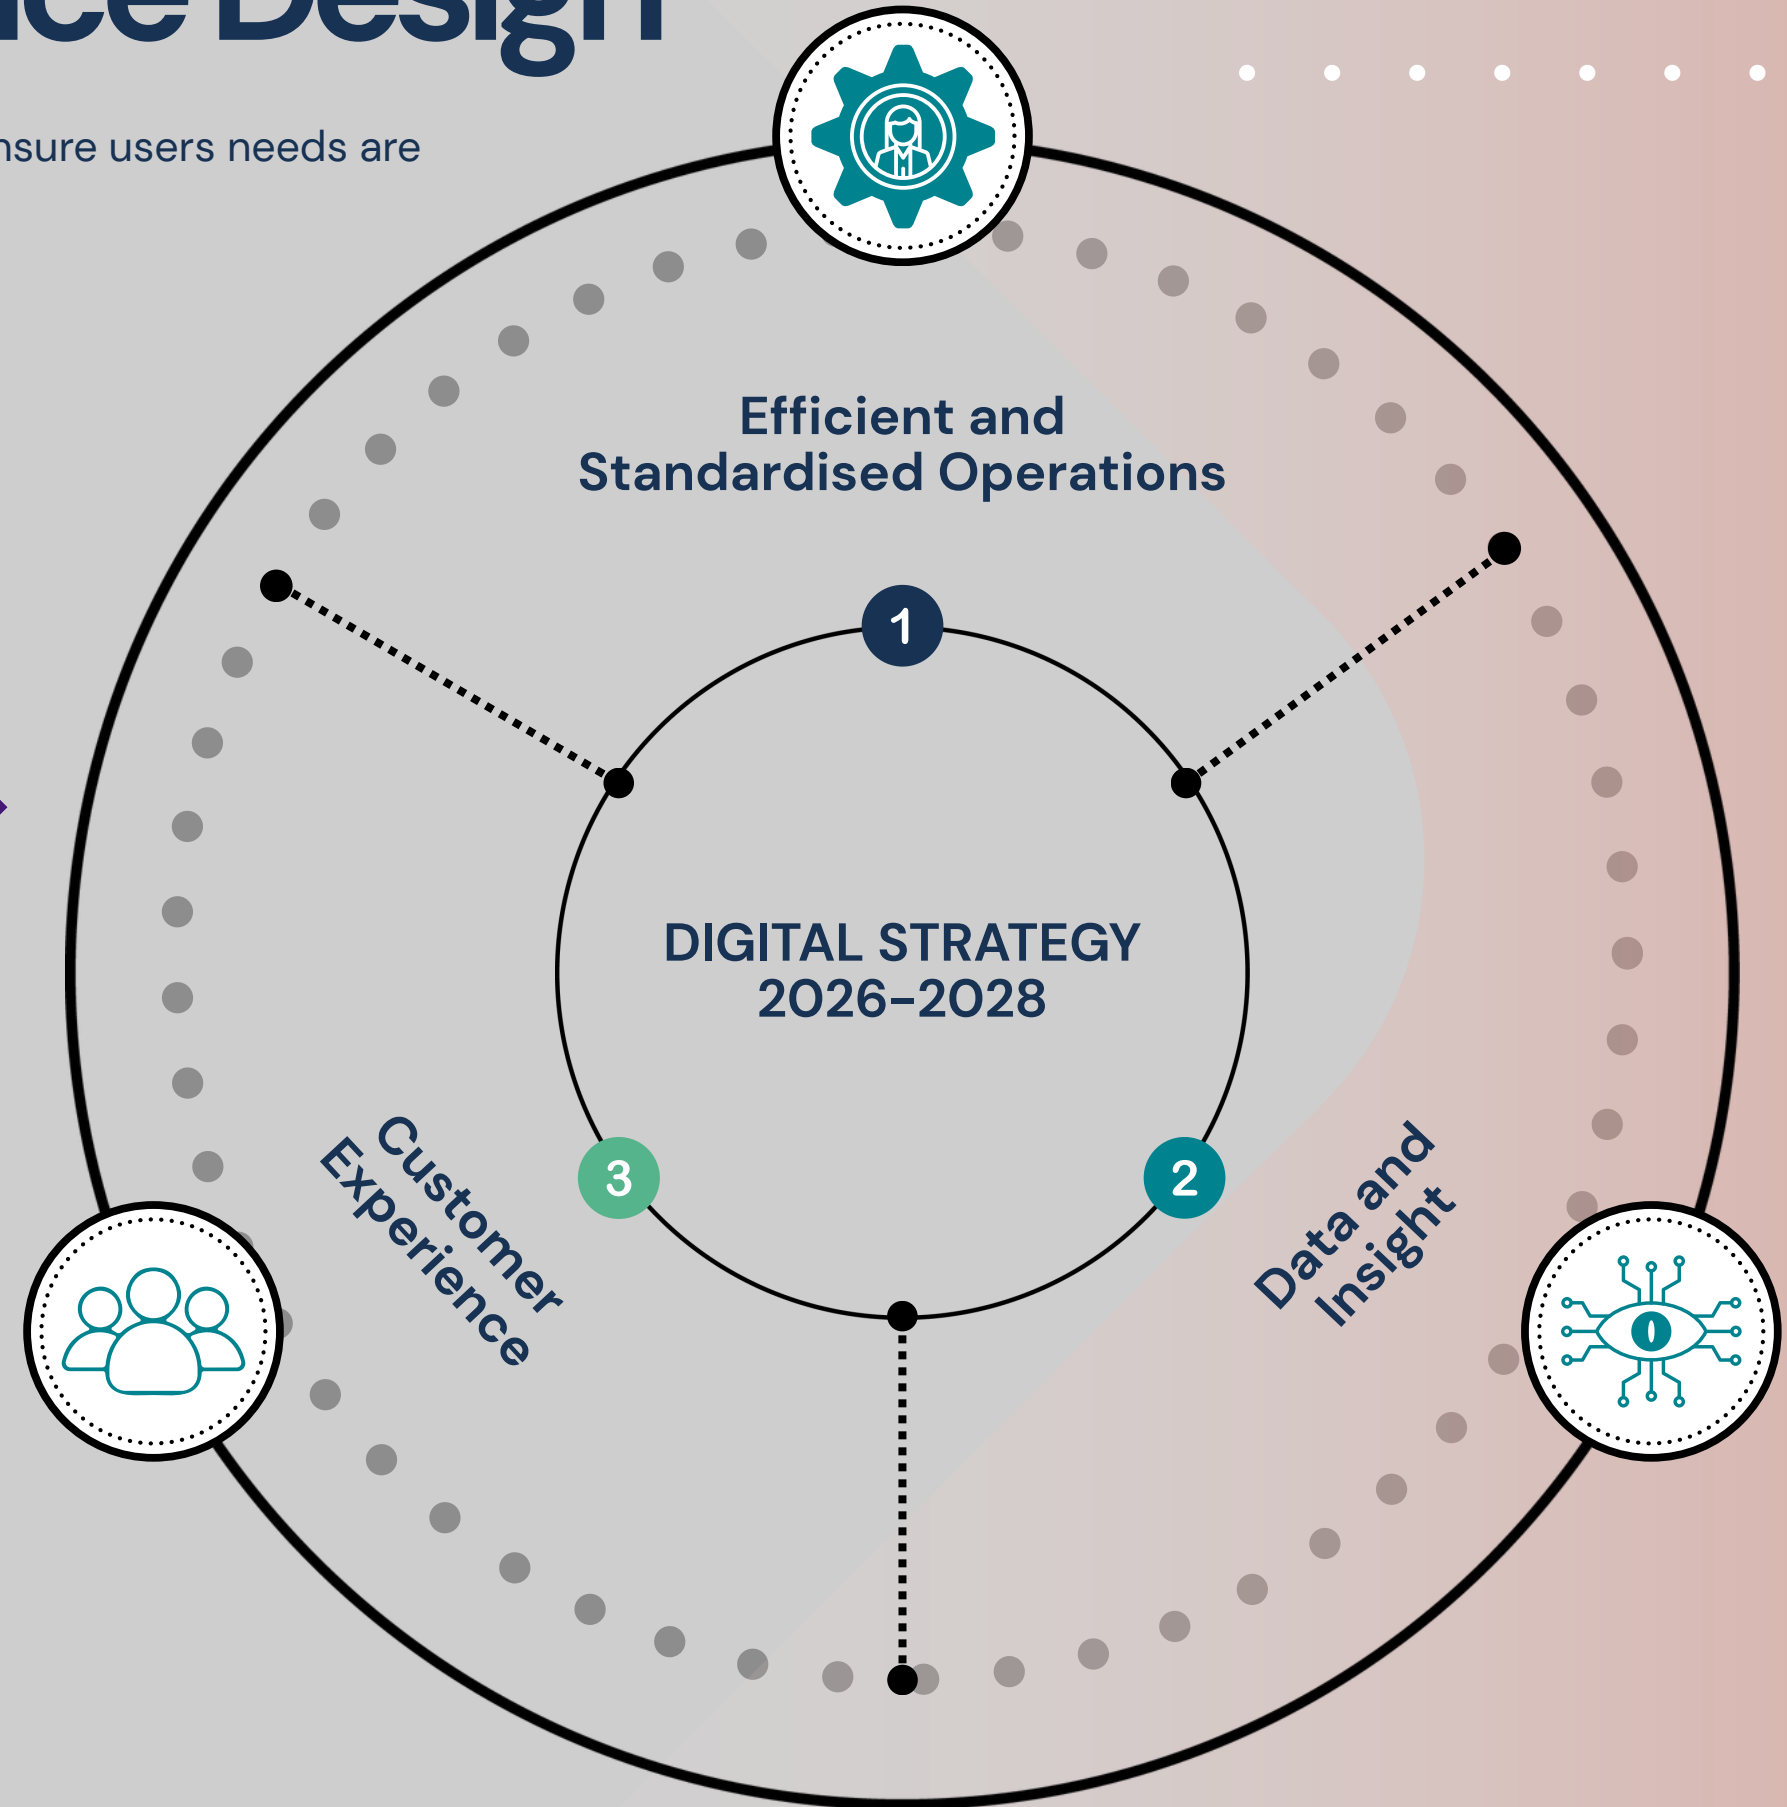 Design
users needs are
Efficient and
Standardised Operations
1
DIGITAL STRATEGY
2026–2028
3
2
Customer
Experience
Data and
Insight